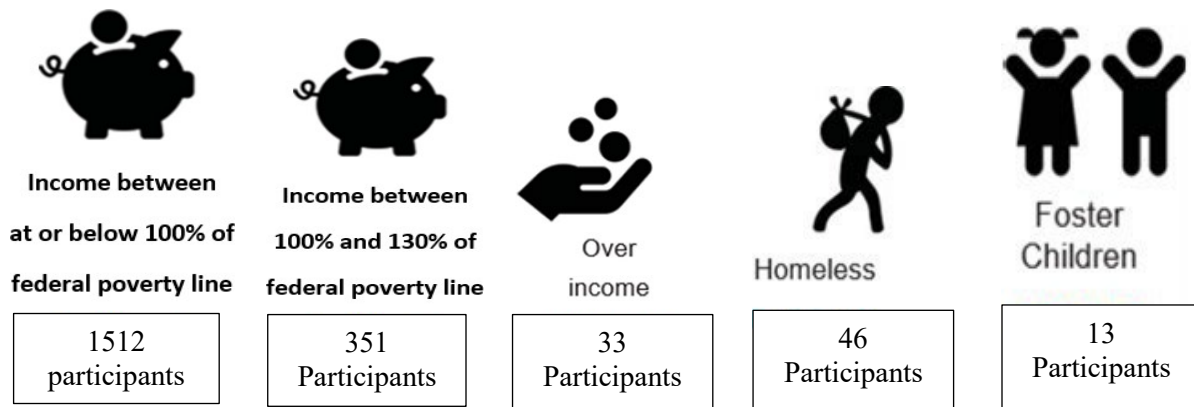 Income between
at or below 100% of
federal poverty line
1512
participants
Income between
100% and 130% of
federal poverty line
351
Participants
Over
income
33
Participants
Homeless
46
Participants
Foster
Children
13
Participants